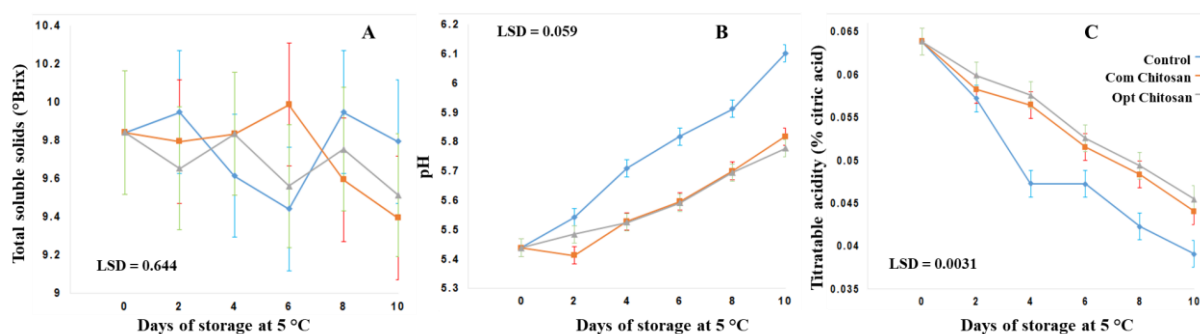 A
Total soluble solids (°Brix)
10.4
10.2
10
9.8
9.6
9.4
9.2
9
LSD = 0.644
0 2 4 6 8 10
Days of storage at 5 °C
B
pH
6.2
6.1
6
5.9
5.8
5.7
5.6
5.5
5.4
5.3
LSD = 0.059
0 2 4 6 8 10
Days of storage at 5 °C
C
Titratable acidity (% citric acid)
0.065
0.06
0.055
0.05
0.045
0.04
0.035
Control
Com Chitosan
Opt Chitosan
LSD = 0.0031
0 2 4 6 8 10
Days of storage at 5 °C